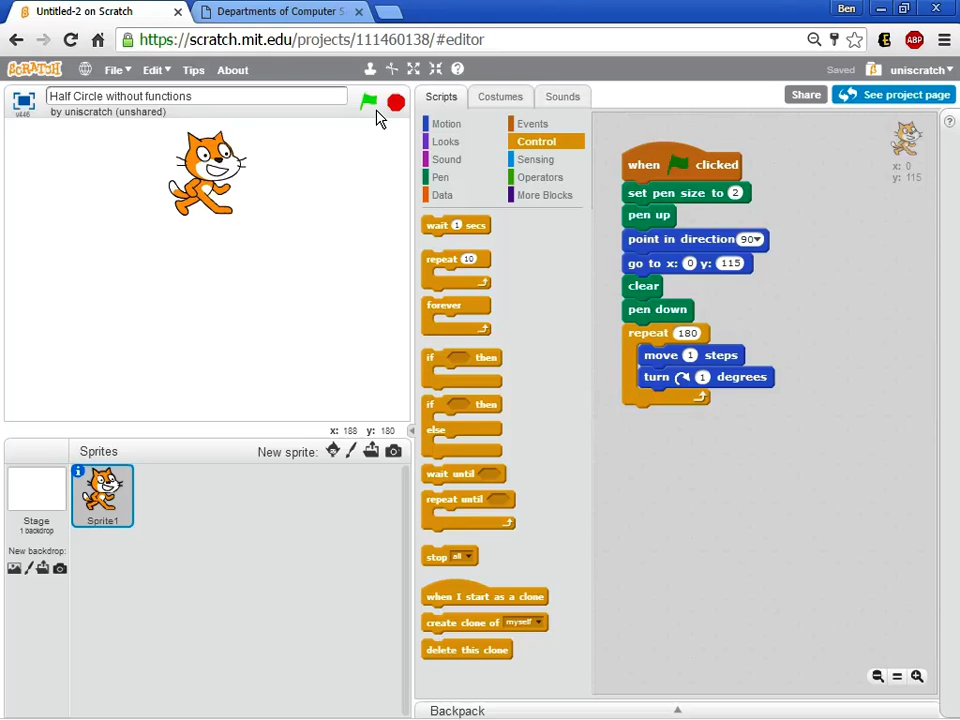 Untitled-2 on Scratch
Departments of Computer S
Ben
https://scratch.mit.edu/projects/111460138/#editor
ABP
SCRATCH
File
Edit
Tips
About
Saved
uniscratch
Half Circle without functions
by uniscratch (unshared)
v446
Scripts
Costumes
Sounds
Share
See project page
Motion
Looks
Sound
Pen
Data
Events
Control
Sensing
Operators
More Blocks
wait 1 secs
repeat 10
forever
if then
if then
else
wait until
repeat until
stop all
when I start as a clone
create clone of myself
delete this clone
when clicked
set pen size to 2
pen up
point in direction 90
go to x: 0 y: 115
clear
pen down
repeat 180
move 1 steps
turn 1 degrees
x: 0
y: 115
x: 188 y: 180
Sprites
New sprite:
Stage
1 backdrop
New backdrop:
Sprite1
Backpack